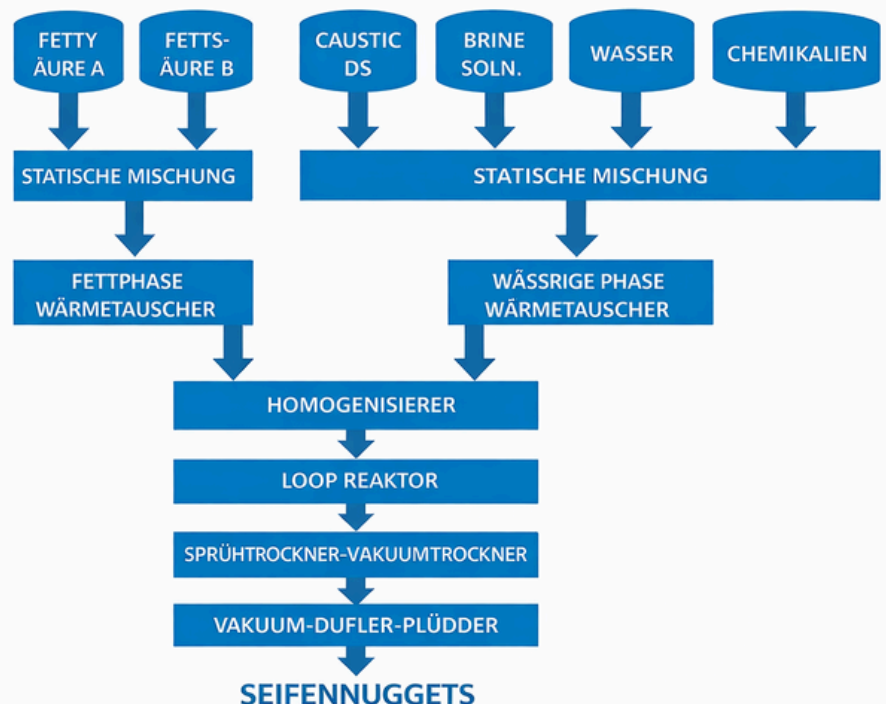 FETTY
ÄURE A
FETTS-
ÄURE B
CAUSTIC
DS
BRINE
SOLN.
WASSER
CHEMIKALIEN
STATISCHE MISCHUNG
STATISCHE MISCHUNG
FETTPHASE
WÄRMETAUSCHER
WÄSSRIGE PHASE
WÄRMETAUSCHER
HOMOGENISIERER
LOOP REAKTOR
SPRÜHTROCKNER-VAKUUMTROCKNER
VAKUUM-DUFLER-PLÜDDER
SEIFENNUGGETS